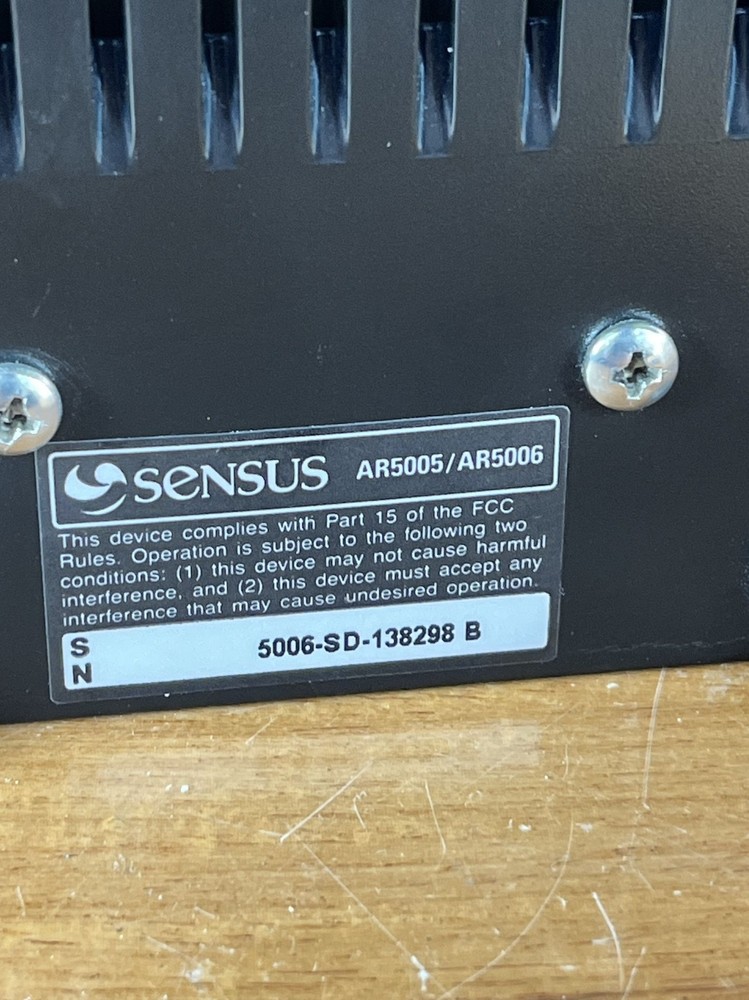 SENSUS AR5005/AR5006
This device complies with Part 15 of the FCC
Rules. Operation is subject to the following two
conditions: (1) this device may not cause harmful
interference, and (2) this device must accept any
interference that may cause undesired operation.
S
N 5006-SD-138298 B